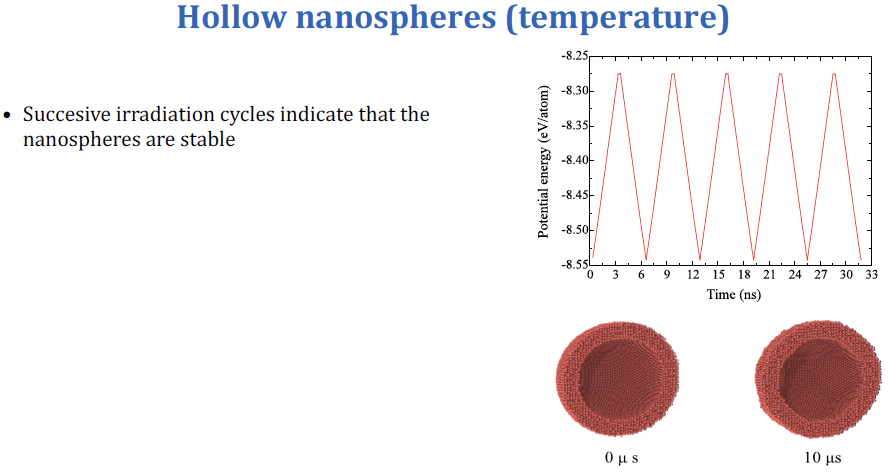 Hollow nanospheres (temperature)
• Succesive irradiation cycles indicate that the
nanospheres are stable
Potential energy (eV/atom)
-8.25
-8.30
-8.35
-8.40
-8.45
-8.50
-8.55
0 3 6 9 12 15 18 21 24 27 30 33
Time (ns)
0 μ s
10 μs